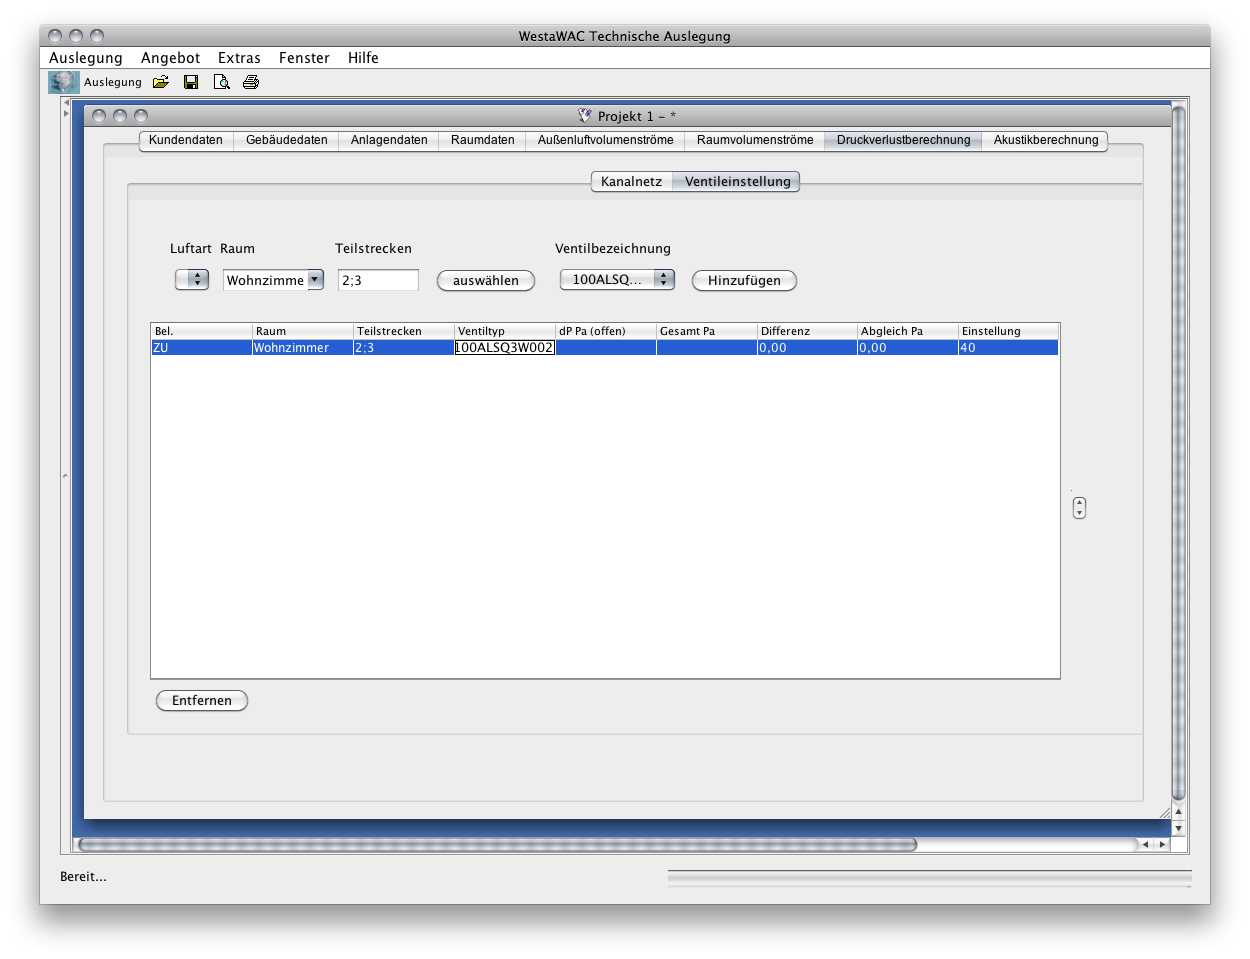 WestaWAC Technische Auslegung
Auslegung Angebot Extras Fenster Hilfe
Auslegung
Projekt 1 - *
Kundendaten Gebäudedaten Anlagendaten Raumdaten Außenluftvolumenströme Raumvolumenströme Druckverlustberechnung Akustikberechnung
Kanalnetz Ventileinstellung
Luftart Raum Teilstrecken Ventilbezeichnung
Wohnzimme 2;3 auswählen 100ALSQ... Hinzufügen
Bel. Raum Teilstrecken Ventiltyp dP Pa (offen) Gesamt Pa Differenz Abgleich Pa Einstellung
ZU Wohnzimmer 2;3 100ALSQ3W002 0,00 0,00 40
Entfernen
Bereit...